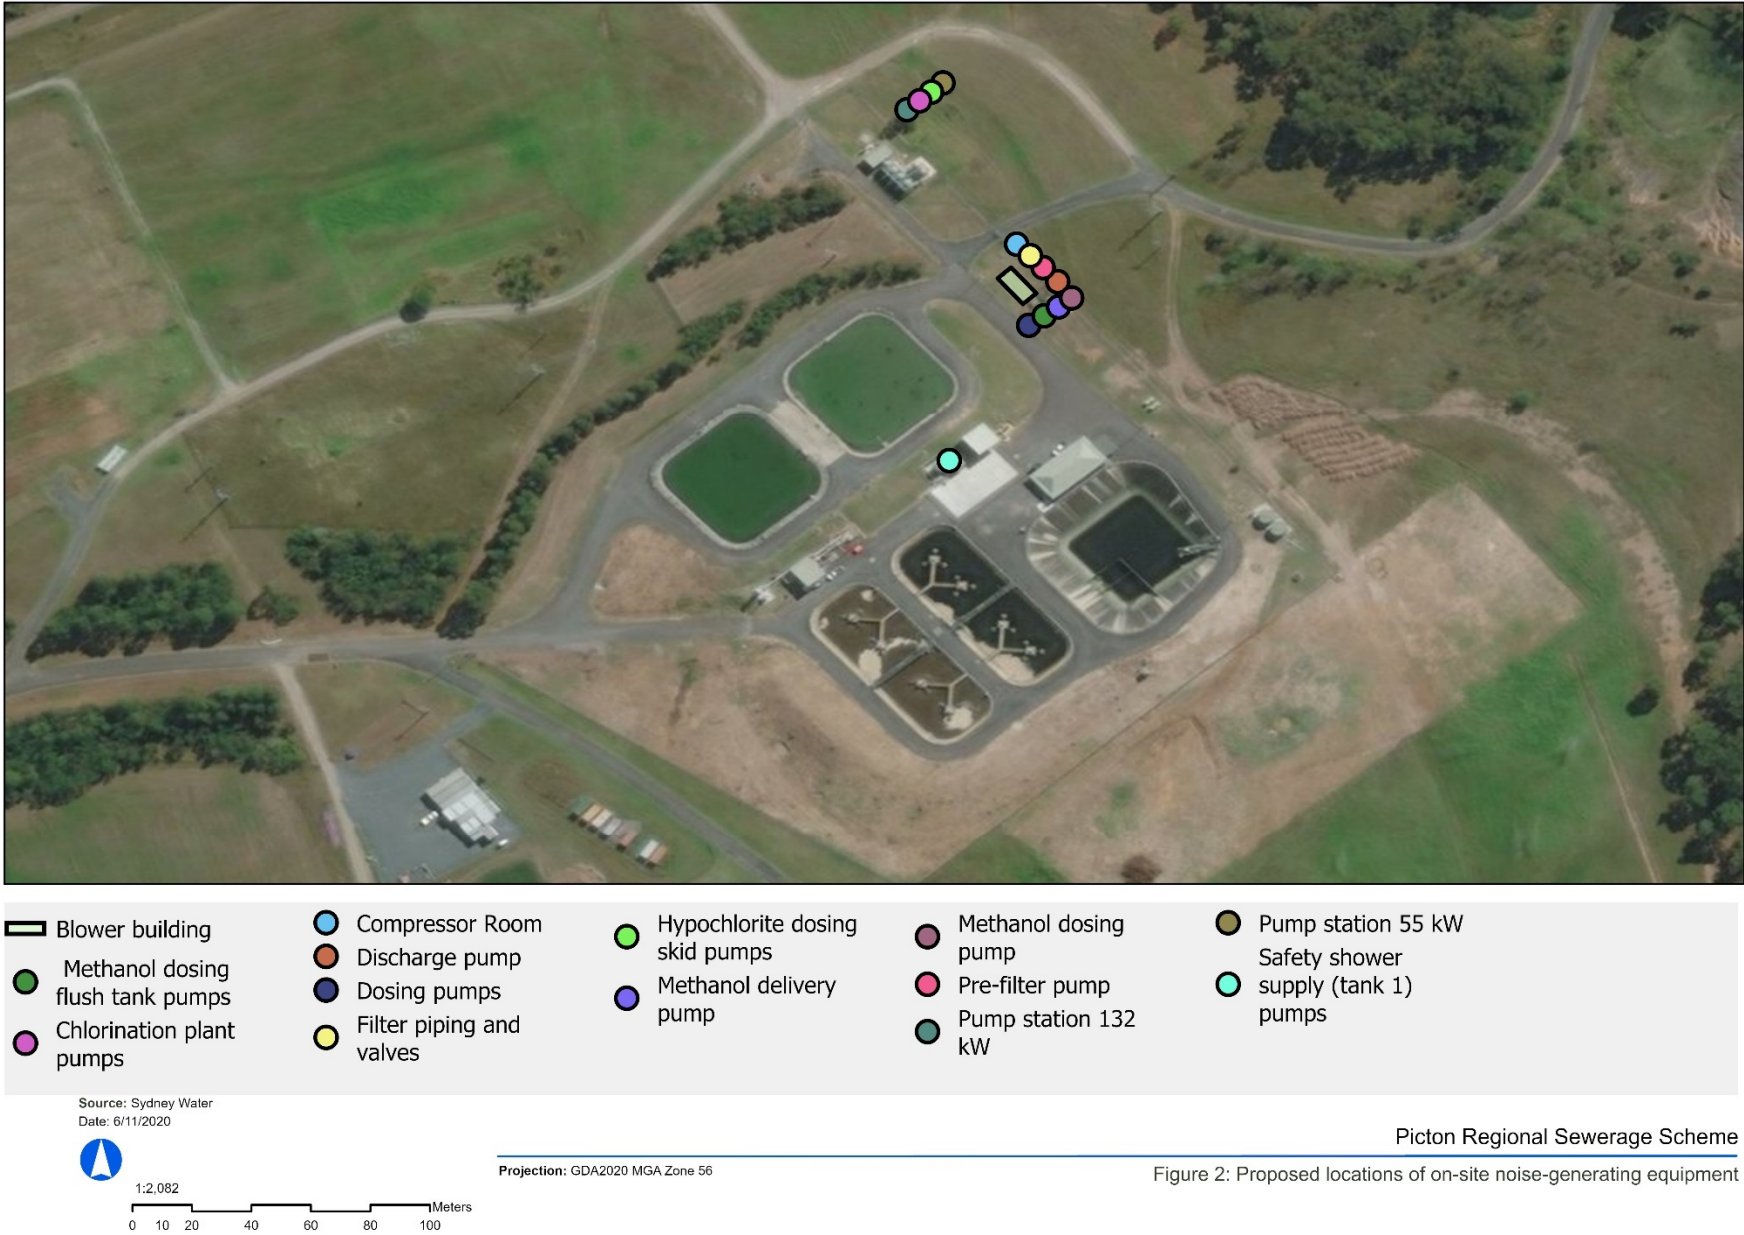 Blower building
Methanol dosing
flush tank pumps
Chlorination plant
pumps
Compressor Room
Discharge pump
Dosing pumps
Filter piping and
valves
Hypochlorite dosing
skid pumps
Methanol delivery
pump
Methanol dosing
pump
Pre-filter pump
Pump station 132
kW
Pump station 55 kW
Safety shower
supply (tank 1)
pumps
Source: Sydney Water
Date: 6/11/2020
1:2,082
Meters
0 10 20 40 60 80 100
Projection: GDA2020 MGA Zone 56
Picton Regional Sewerage Scheme
Figure 2: Proposed locations of on-site noise-generating equipment